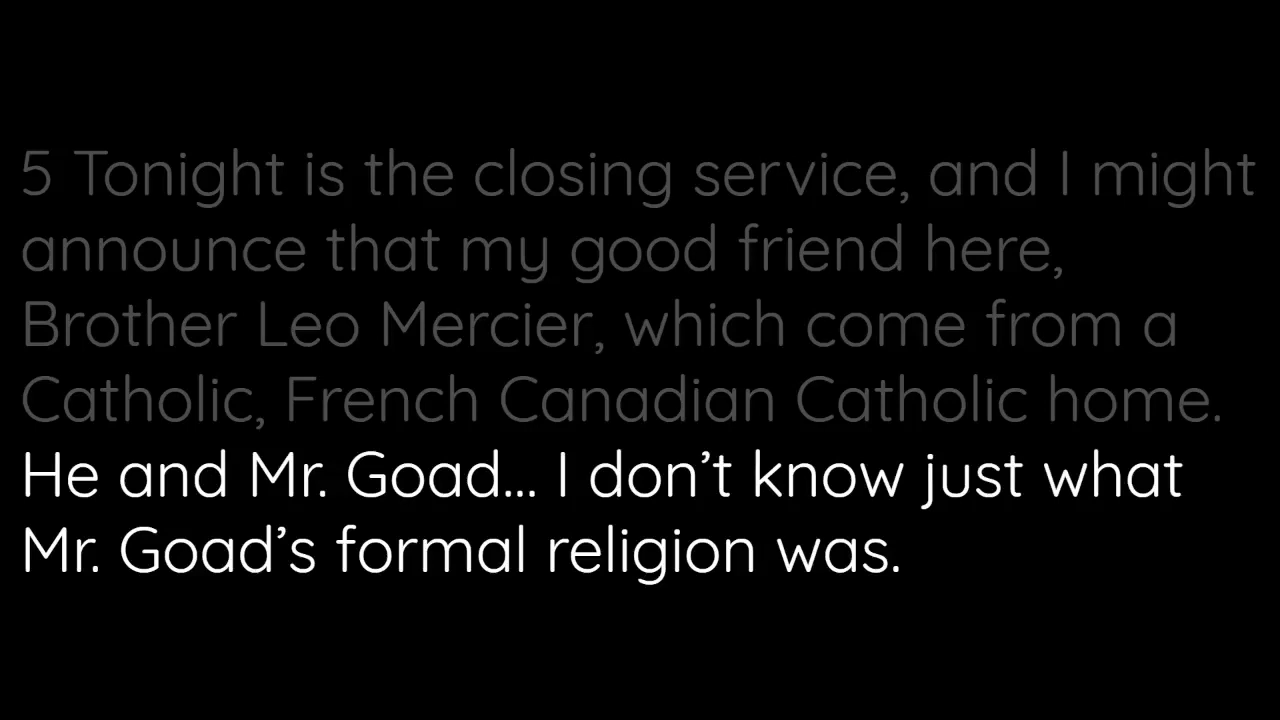 5 Tonight is the closing service, and I might
announce that my good friend here,
Brother Leo Mercier, which come from a
Catholic, French Canadian Catholic home.
He and Mr. Goad... I don’t know just what
Mr. Goad’s formal religion was.